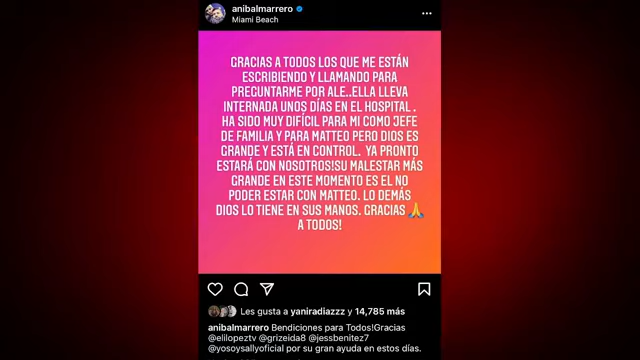 anibalmarrero
Miami Beach
GRACIAS A TODOS LOS QUE ME ESTÁN
ESCRIBIENDO Y LLAMANDO PARA
PREGUNTARME POR ALE..ELLA LLEVA
INTERNADA UNOS DÍAS EN EL HOSPITAL .
HA SIDO MUY DIFÍCIL PARA MI COMO JEFE
DE FAMILIA Y PARA MATTEO PERO DIOS ES
GRANDE Y ESTÁ EN CONTROL. YA PRONTO
ESTARÁ CON NOSOTROS!SU MALESTAR MÁS
GRANDE EN ESTE MOMENTO ES EL NO
PODER ESTAR CON MATTEO. LO DEMÁS
DIOS LO TIENE EN SUS MANOS. GRACIAS 🙏
A TODOS!
Les gusta a yaniradiazzz y 14,785 más
anibalmarrero Bendiciones para Todos!Gracias
@elilopeztv @grizeida8 @jessbenitez7
@yosoysallyoficial por su gran ayuda en estos días.